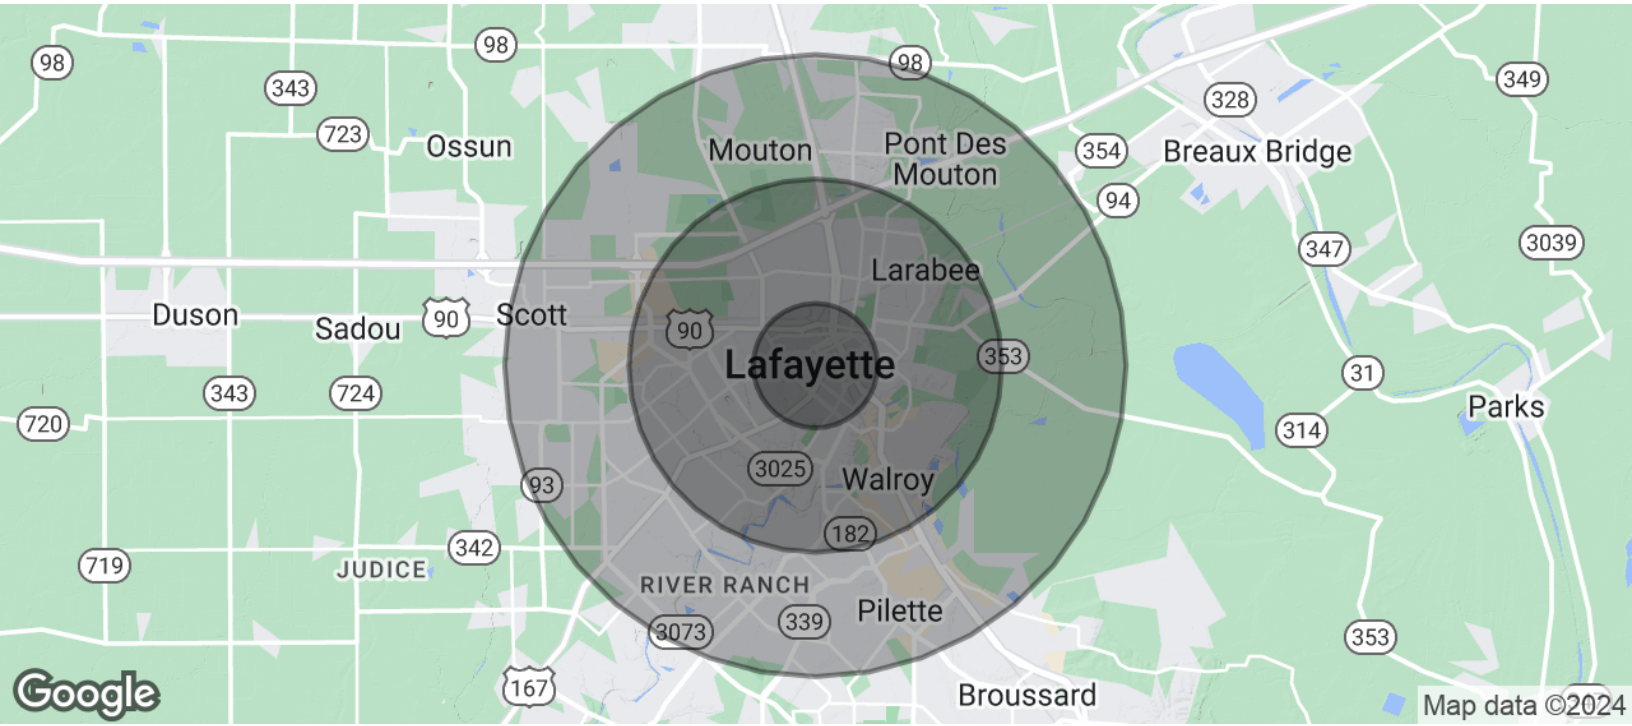 98
98
98
343
349
328
723
Ossun
Mouton
Pont Des
Mouton
354
Breaux Bridge
94
347
3039
Larabee
Duson
Sadou
90
Scott
90
Lafayette
353
31
343
724
720
Parks
314
3025
Walroy
93
182
342
719
JUDICE
RIVER RANCH
Pilette
339
3073
353
167
Broussard
Google
Map data ©2024